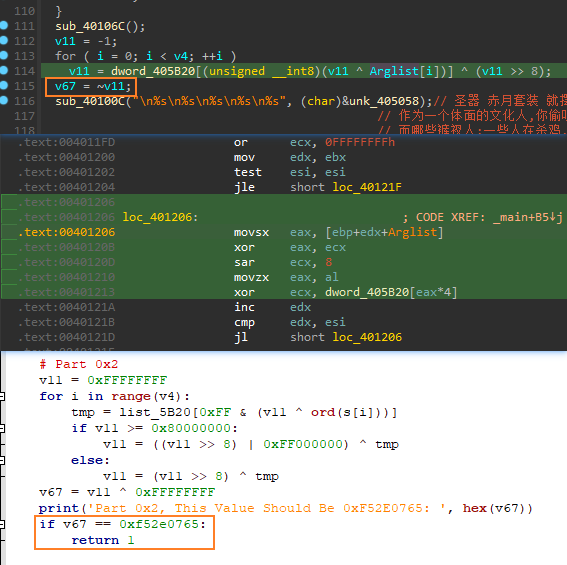 110 }
111 sub_40106C();
112 v11 = -1;
113 for ( i = 0; i < v4; ++i )
114 v11 = dword_405B20[(unsigned __int8)(v11 ^ Arglist[i])] ^ (v11 >> 8);
115 v67 = ~v11;
116 sub_40100C("\n%s\n%s\n%s\n%s\n%s", (char)&unk_405058);// 圣器 赤月套装 就
117 // 作为一个体面的文化人,你偷
118 // 而哪些裤衩人:一些人在杀鸡
.text:004011FD or ecx, 0FFFFFFFFh
.text:00401200 mov edx, ebx
.text:00401202 test esi, esi
.text:00401204 jle short loc_40121F
.text:00401206
.text:00401206 loc_401206: ; CODE XREF: _main+B5↓j
.text:00401206 movsx eax, [ebp+edx+Arglist]
.text:0040120B xor eax, ecx
.text:0040120D sar ecx, 8
.text:00401210 movzx eax, al
.text:00401213 xor ecx, dword_405B20[eax*4]
.text:0040121A inc edx
.text:0040121B cmp edx, esi
.text:0040121D jl short loc_401206
# Part 0x2
v11 = 0xFFFFFFFF
for i in range(v4):
tmp = list_5B20[0xFF & (v11 ^ ord(s[i]))]
if v11 >= 0x80000000:
v11 = ((v11 >> 8) | 0xFF000000) ^ tmp
else:
v11 = (v11 >> 8) ^ tmp
v67 = v11 ^ 0xFFFFFFFF
print('Part 0x2, This Value Should Be 0xF52E0765: ', hex(v67))
if v67 == 0xf52e0765:
return 1